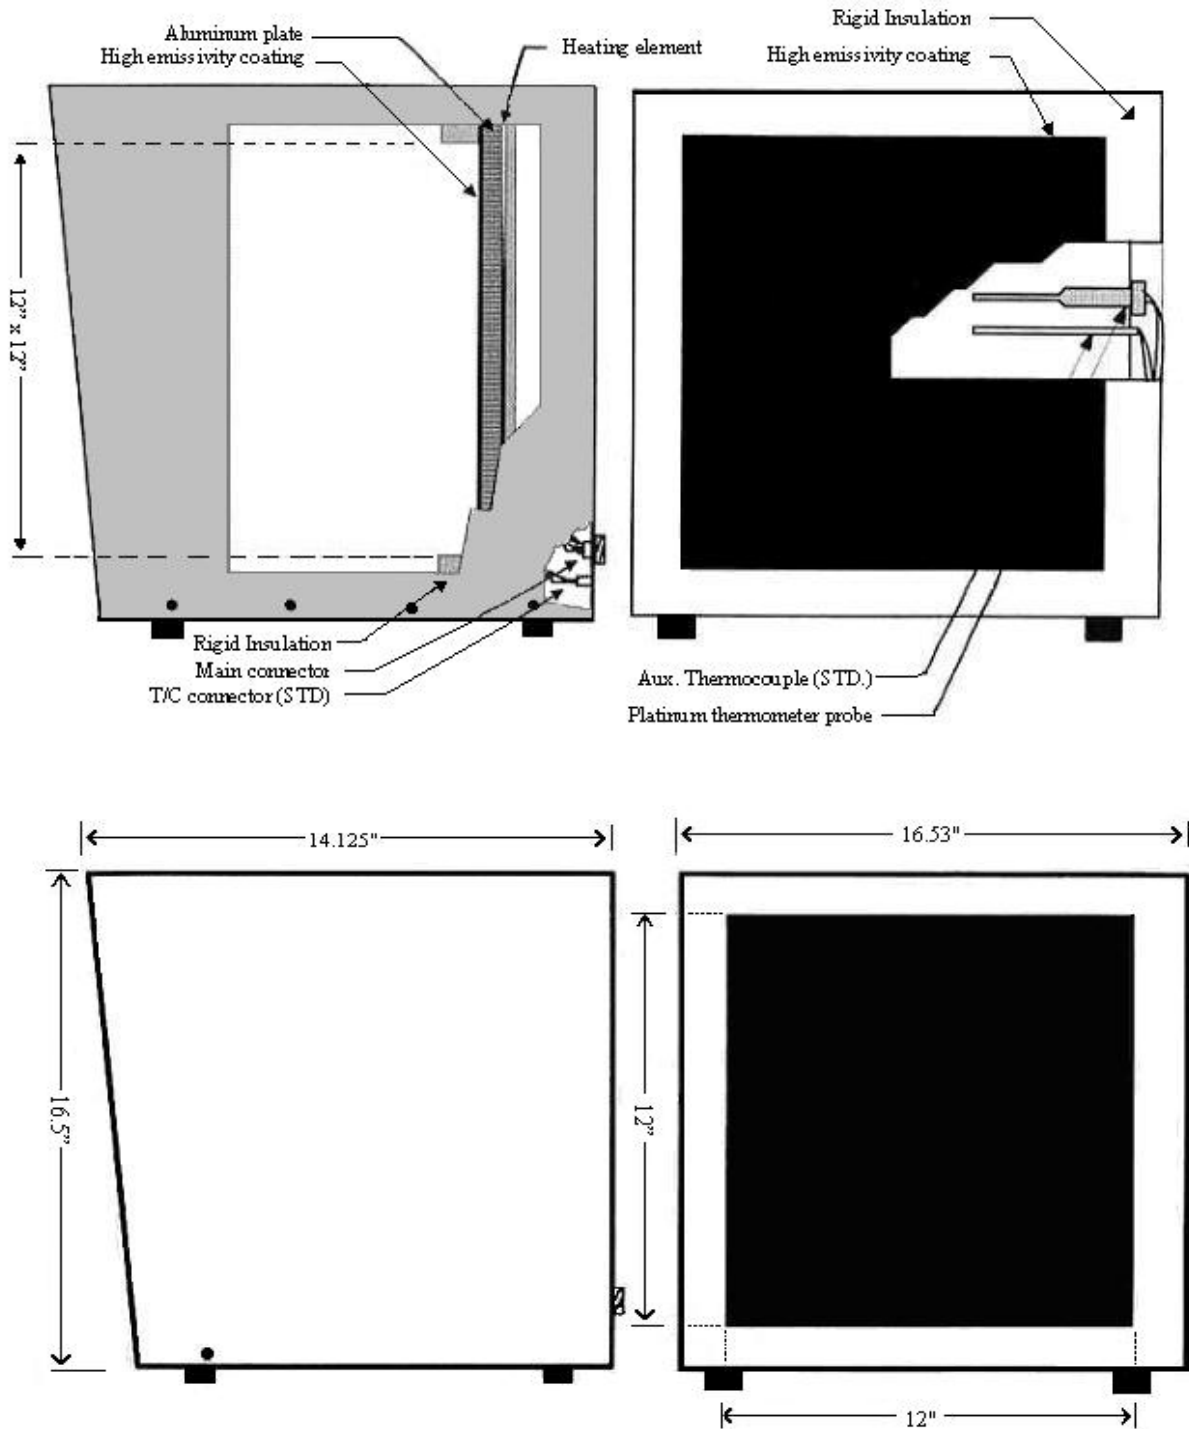 Aluminum plate
High emissivity coating
Heating element
Rigid Insulation
High emissivity coating
12” x 12”
Rigid Insulation
Main connector
T/C connector (STD)
Aux. Thermocouple (STD.)
Platinum thermometer probe
14.125"
16.53"
16.5”
12”
12"